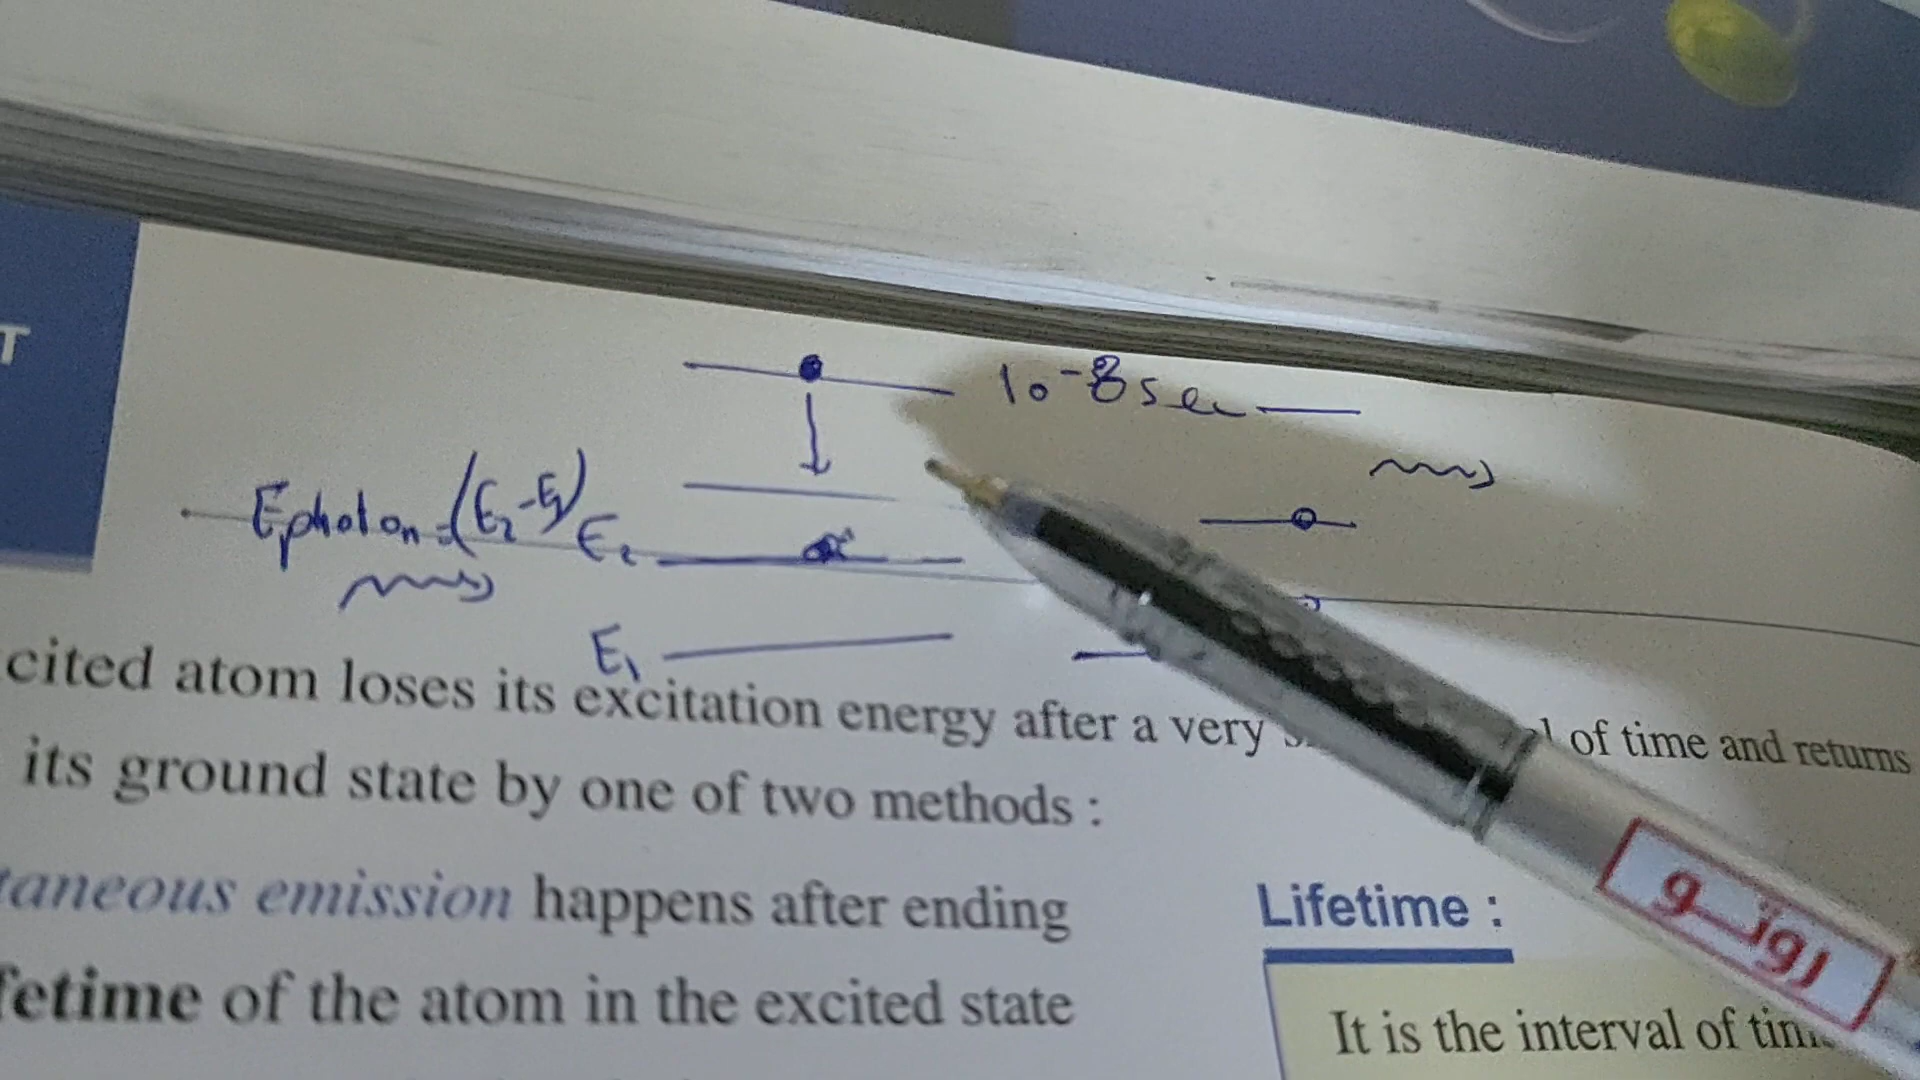 T
10-8 sec
Ephoton = (E2-E1)
E2
E1
cited atom loses its excitation energy after a very l of time and returns
its ground state by one of two methods :
taneous emission happens after ending
fetime of the atom in the excited state
Lifetime :
It is the interval of tim
روتــو